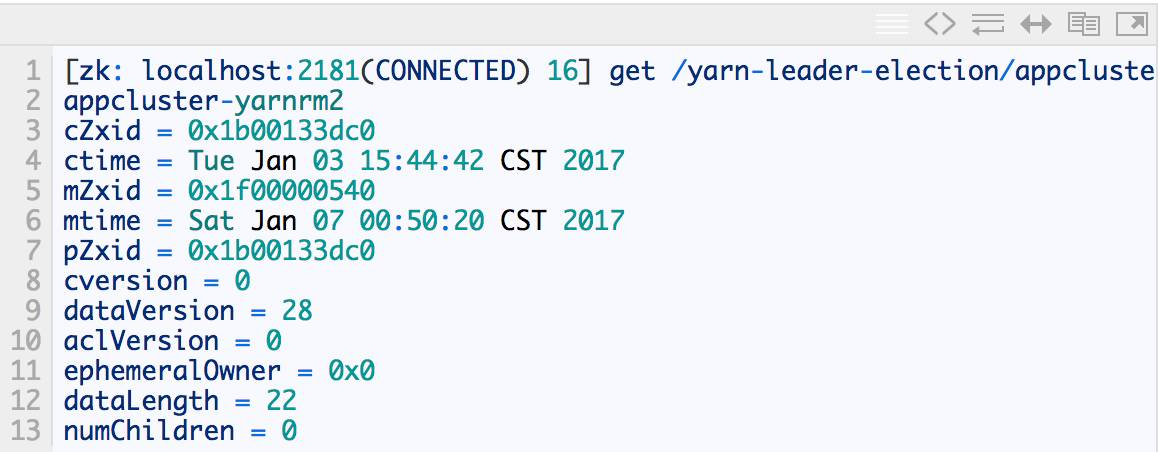 1 [zk: localhost:2181(CONNECTED) 16] get /yarn-leader-election/appcluste
2 appcluster-yarnrm2
3 cZxid = 0x1b00133dc0
4 ctime = Tue Jan 03 15:44:42 CST 2017
5 mZxid = 0x1f00000540
6 mtime = Sat Jan 07 00:50:20 CST 2017
7 pZxid = 0x1b00133dc0
8 cversion = 0
9 dataVersion = 28
10 aclVersion = 0
11 ephemeralOwner = 0x0
12 dataLength = 22
13 numChildren = 0